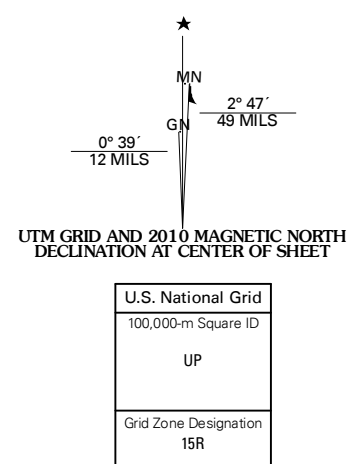 MN
2° 47´
49 MILS
GN
0° 39´
12 MILS
UTM GRID AND 2010 MAGNETIC NORTH
DECLINATION AT CENTER OF SHEET
U.S. National Grid
100,000-m Square ID
UP
Grid Zone Designation
15R